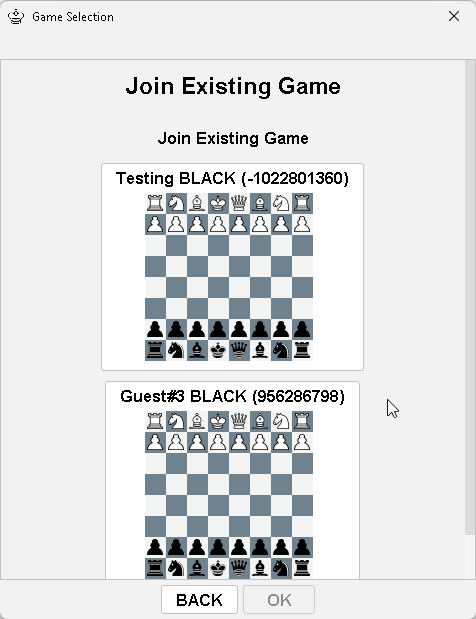 Game Selection
Join Existing Game
Join Existing Game
Testing BLACK (-1022801360)
Guest#3 BLACK (956286798)
BACK
OK